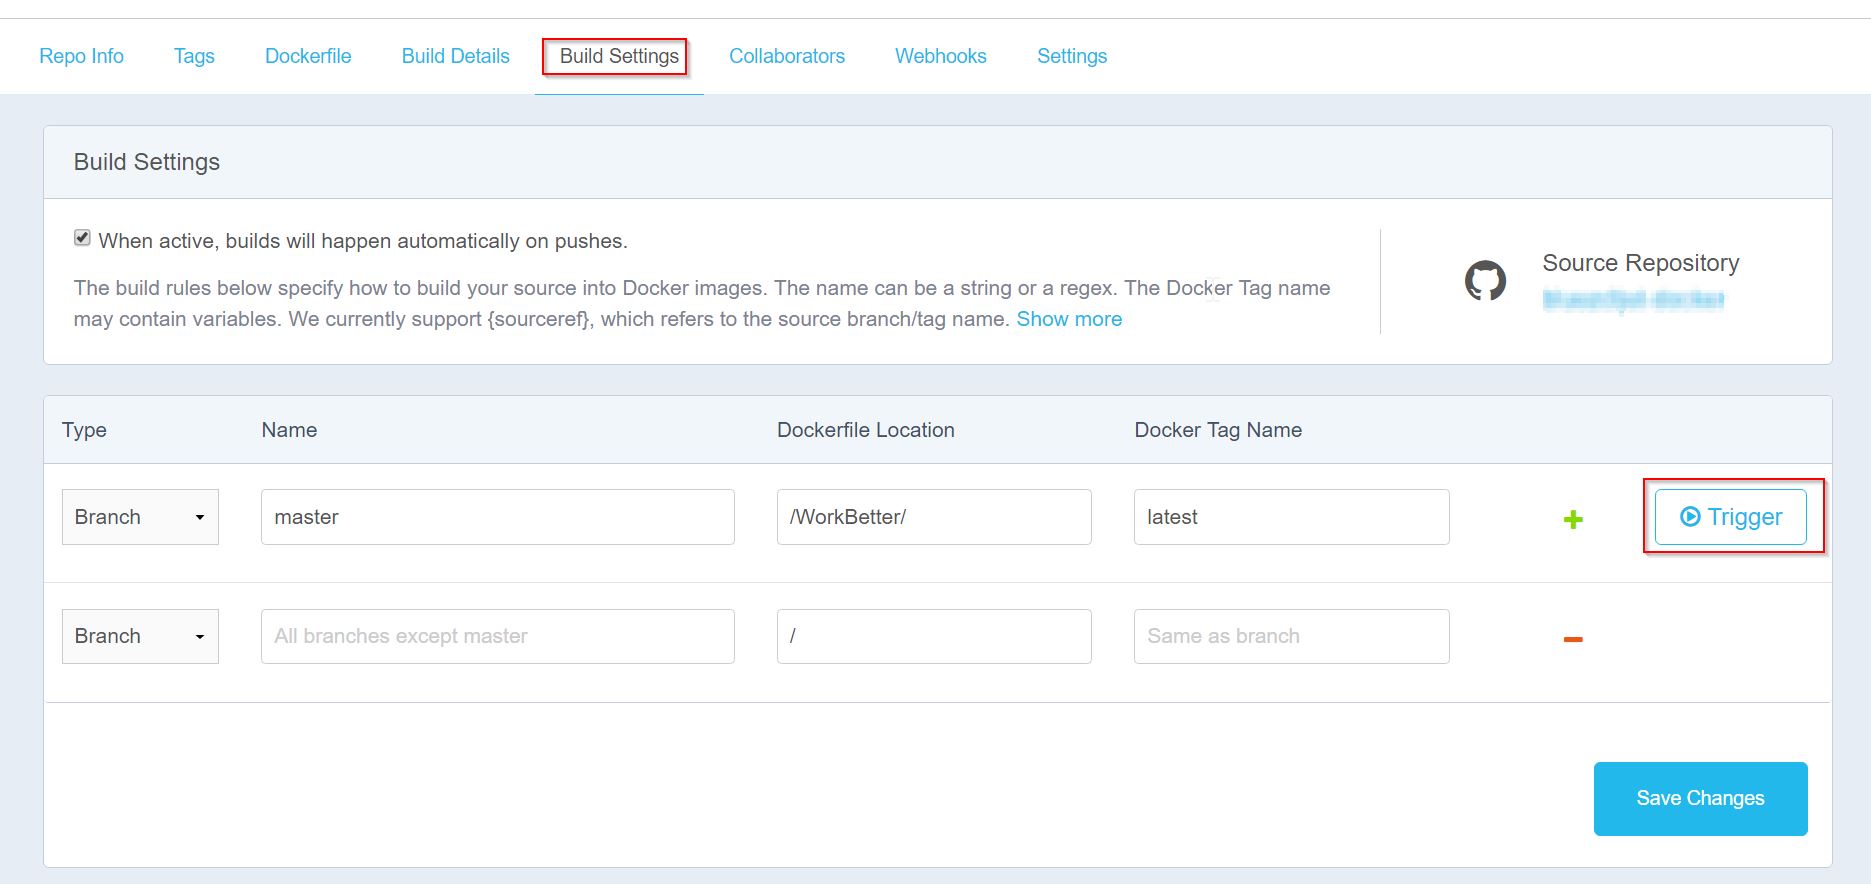 Repo Info Tags Dockerfile Build Details Build Settings Collaborators Webhooks Settings
Build Settings
When active, builds will happen automatically on pushes.
The build rules below specify how to build your source into Docker images. The name can be a string or a regex. The Docker Tag name
may contain variables. We currently support {sourceref}, which refers to the source branch/tag name. Show more
Source Repository
Type Name Dockerfile Location Docker Tag Name
Branch master /WorkBetter/ latest Trigger
Branch All branches except master / Same as branch
Save Changes